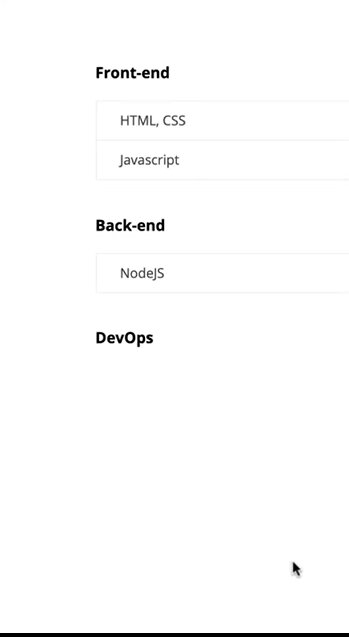 Front-end
HTML, CSS
Javascript
Back-end
NodeJS
DevOps